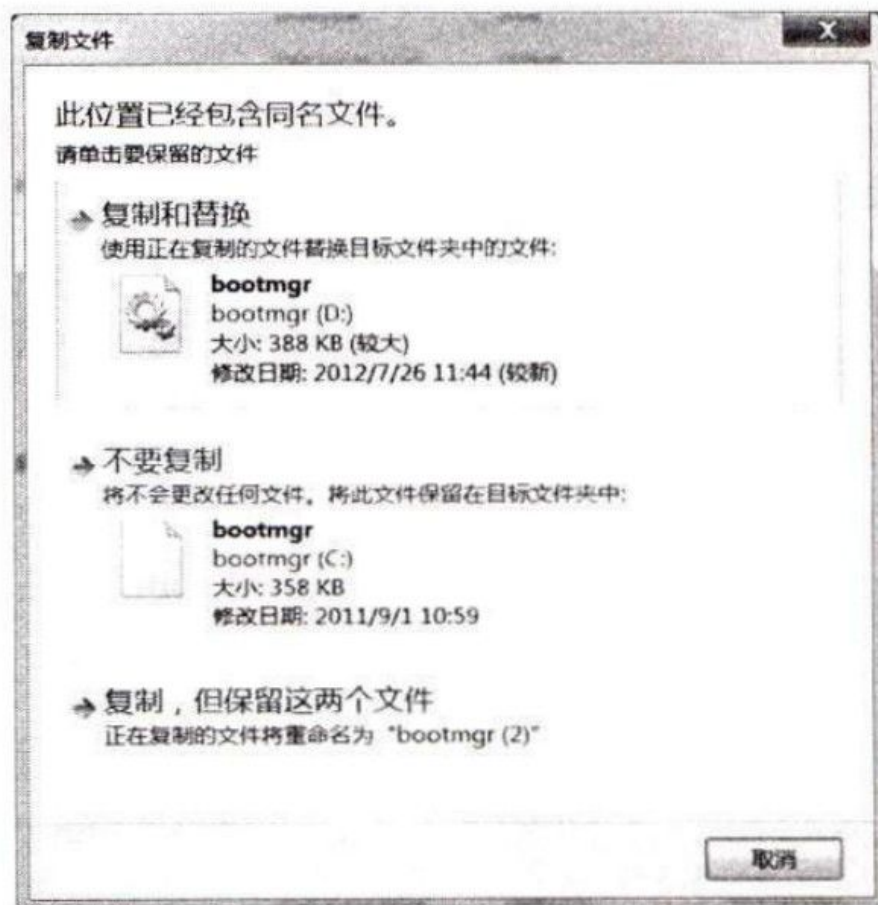 复制文件
此位置已经包含同名文件。
请单击要保留的文件
复制和替换
使用正在复制的文件替换目标文件夹中的文件:
bootmgr
bootmgr (D:)
大小: 388 KB (较大)
修改日期: 2012/7/26 11:44 (较新)
不要复制
将不会更改任何文件。将此文件保留在目标文件夹中:
bootmgr
bootmgr (C:)
大小: 358 KB
修改日期: 2011/9/1 10:59
复制，但保留这两个文件
正在复制的文件将重命名为 "bootmgr (2)"
取消